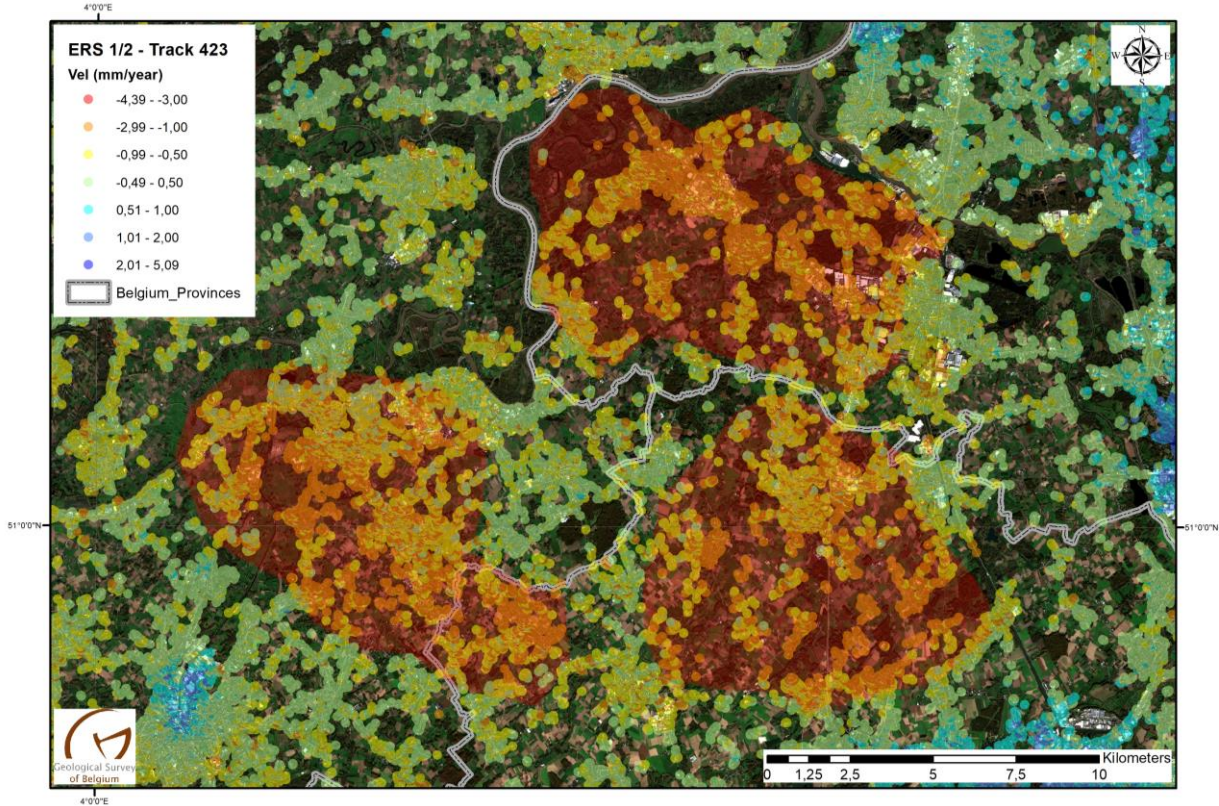 4°0'0"E
ERS 1/2 - Track 423
Vel (mm/year)
-4,39 - -3,00
-2,99 - -1,00
-0,99 - -0,50
-0,49 - 0,50
0,51 - 1,00
1,01 - 2,00
2,01 - 5,09
Belgium_Provinces
N
W E
S
51°0'0"N
51°0'0"N
Geological Survey
of Belgium
Kilometers
0 1,25 2,5 5 7,5 10
4°0'0"E